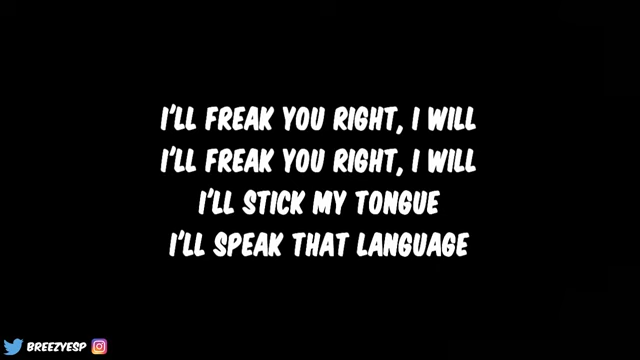 I'LL FREAK YOU RIGHT, I WILL
I'LL FREAK YOU RIGHT, I WILL
I'LL STICK MY TONGUE
I'LL SPEAK THAT LANGUAGE
BREEZYESP